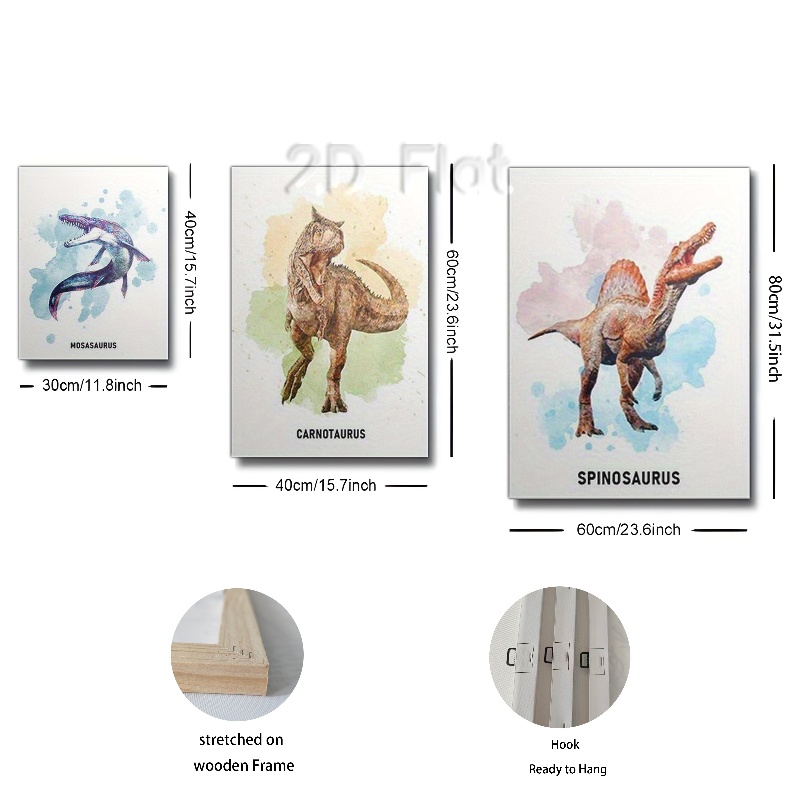 2D Flat
MOSASAURUS
40cm/15.7inch
30cm/11.8inch
CARNOTAURUS
60cm/23.6inch
40cm/15.7inch
SPINOSAURUS
80cm/31.5inch
60cm/23.6inch
stretched on
wooden Frame
Hook
Ready to Hang